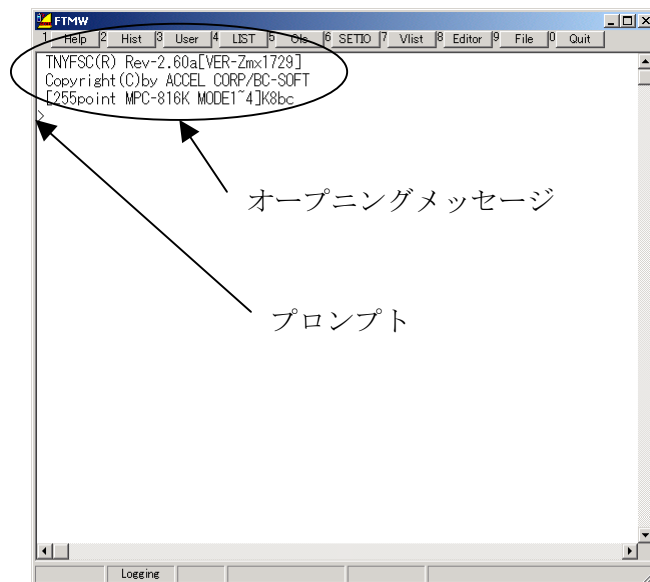 FTMW
1 Help 2 Hist 3 User 4 LIST 5 Cls 6 SETIO 7 Vlist 8 Editor 9 File 0 Quit
TNYFSC(R) Rev-2.60a[VER-Zmx1729]
Copyright(C)by ACCEL CORP/BC-SOFT
[255point MPC-816K MODE1~4]K8bc
>
オープニングメッセージ
プロンプト
Logging